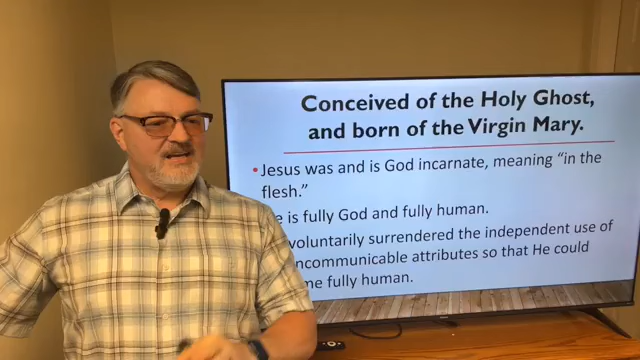 Conceived of the Holy Ghost,
and born of the Virgin Mary.
• Jesus was and is God incarnate, meaning “in the
flesh.”
is fully God and fully human.
voluntarily surrendered the independent use of
attributes so that He could
fully human.